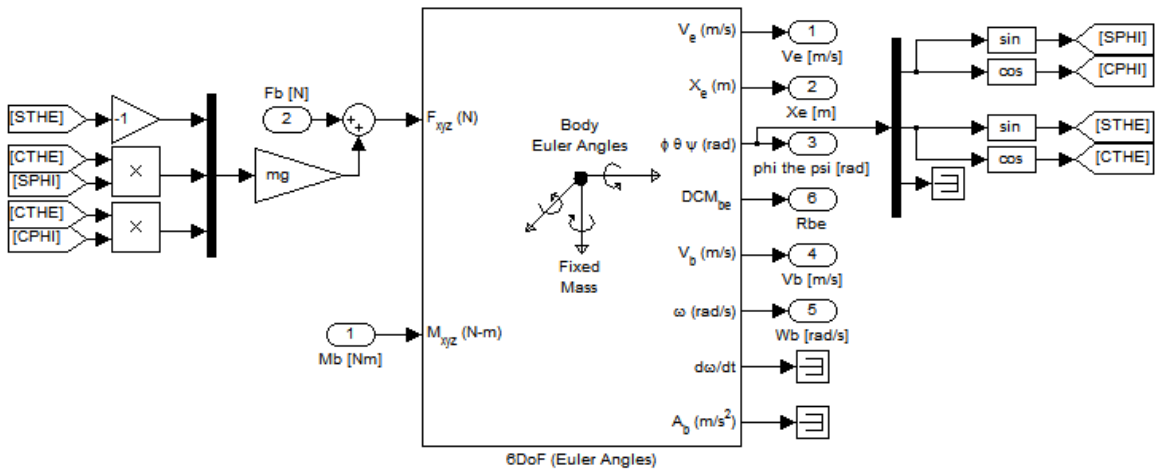 [STHE]
-1
[CTHE]
[SPHI]
×
[CTHE]
[CPHI]
×
mg
Fb [N]
2
+
+
F_xyz (N)
1
Mb [Nm]
M_xyz (N-m)
Body
Euler Angles
Fixed
Mass
V_e (m/s)
X_e (m)
ϕ θ ψ (rad)
DCM_be
V_b (m/s)
ω (rad/s)
dω/dt
A_b (m/s²)
6DoF (Euler Angles)
1
Ve [m/s]
2
Xe [m]
3
phi the psi [rad]
6
Rbe
4
Vb [m/s]
5
Wb [rad/s]
sin
[SPHI]
cos
[CPHI]
sin
[STHE]
cos
[CTHE]